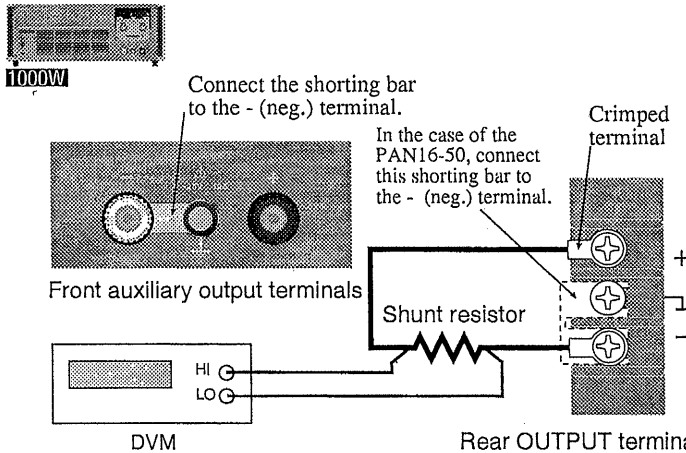 1000W
Connect the shorting bar
to the - (neg.) terminal.
In the case of the
PAN16-50, connect
this shorting bar to
the - (neg.) terminal.
Crimped
terminal
+
-
Front auxiliary output terminals
Shunt resistor
HI
LO
DVM
Rear OUTPUT